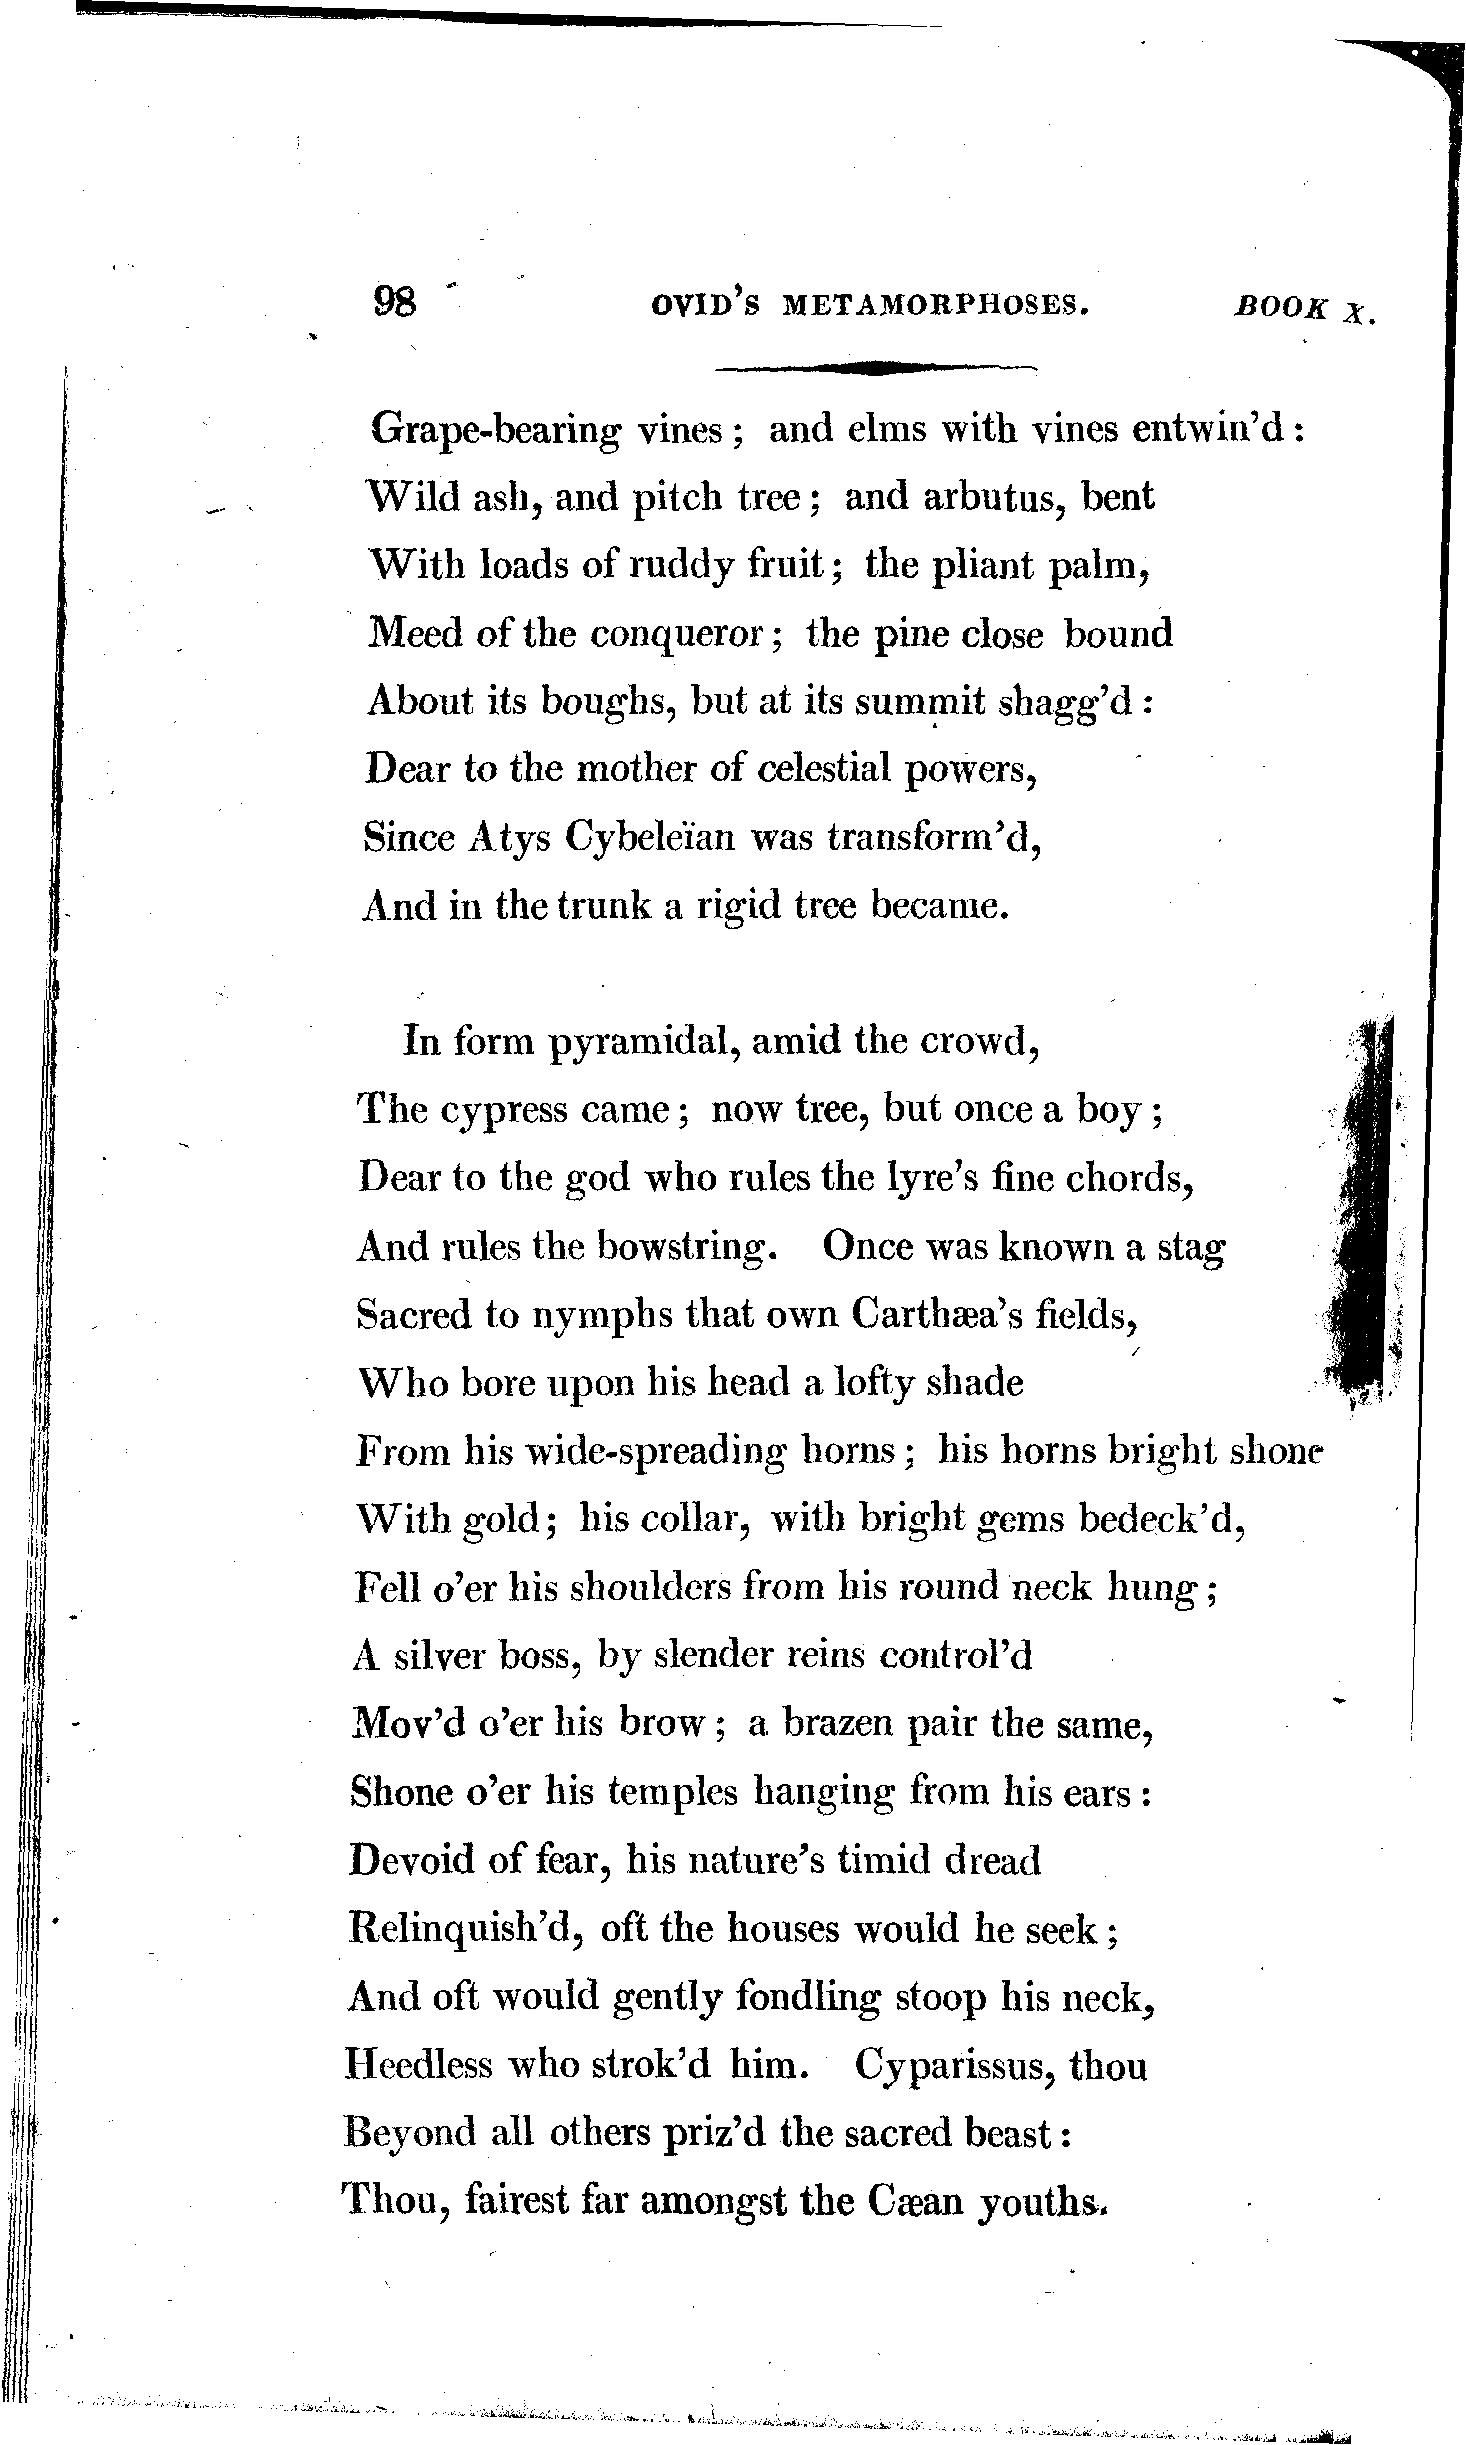 98 OVID'S METAMORPHOSES. BOOK X.
Grape-bearing vines; and elms with vines entwin'd:
Wild ash, and pitch tree; and arbutus, bent
With loads of ruddy fruit; the pliant palm,
Meed of the conqueror; the pine close bound
About its boughs, but at its summit shagg'd:
Dear to the mother of celestial powers,
Since Atys Cybeleïan was transform'd,
And in the trunk a rigid tree became.
In form pyramidal, amid the crowd,
The cypress came; now tree, but once a boy;
Dear to the god who rules the lyre's fine chords,
And rules the bowstring. Once was known a stag
Sacred to nymphs that own Carthæa's fields,
Who bore upon his head a lofty shade
From his wide-spreading horns; his horns bright shone
With gold; his collar, with bright gems bedeck'd,
Fell o'er his shoulders from his round neck hung;
A silver boss, by slender reins control'd
Mov'd o'er his brow; a brazen pair the same,
Shone o'er his temples hanging from his ears:
Devoid of fear, his nature's timid dread
Relinquish'd, oft the houses would he seek;
And oft would gently fondling stoop his neck,
Heedless who strok'd him. Cyparissus, thou
Beyond all others priz'd the sacred beast:
Thou, fairest far amongst the Cæan youths.